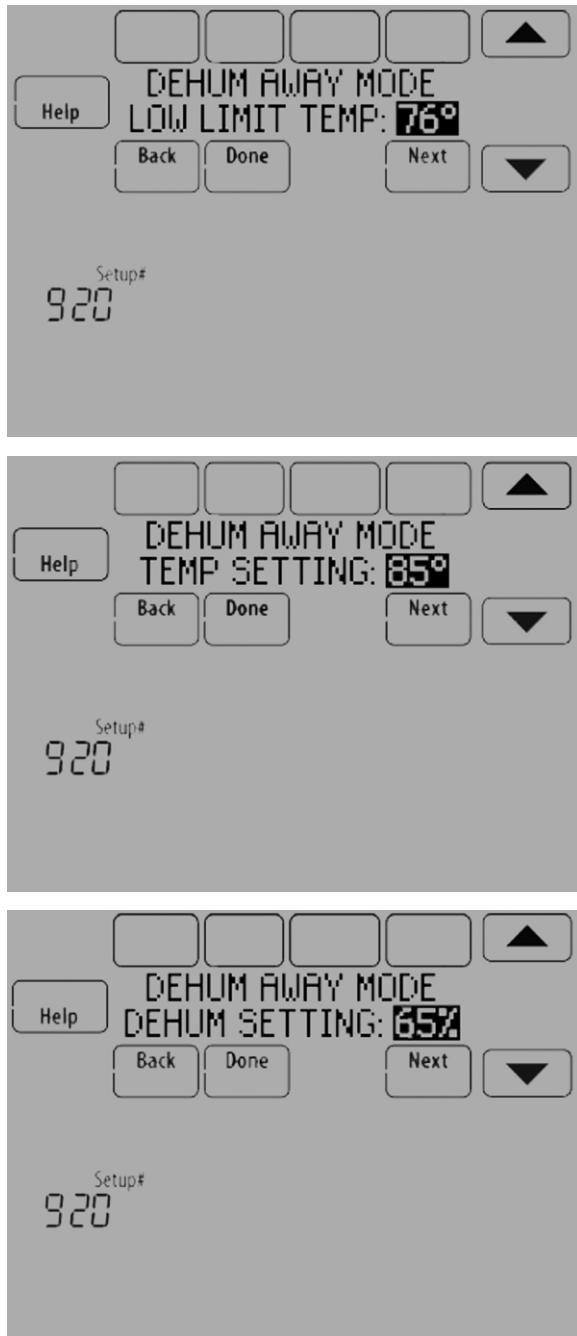 DEHUM AWAY MODE
Help LOW LIMIT TEMP: 76°
Back Done Next
Setup#
920
DEHUM AWAY MODE
Help TEMP SETTING: 85°
Back Done Next
Setup#
920
DEHUM AWAY MODE
Help DEHUM SETTING: 65%
Back Done Next
Setup#
920